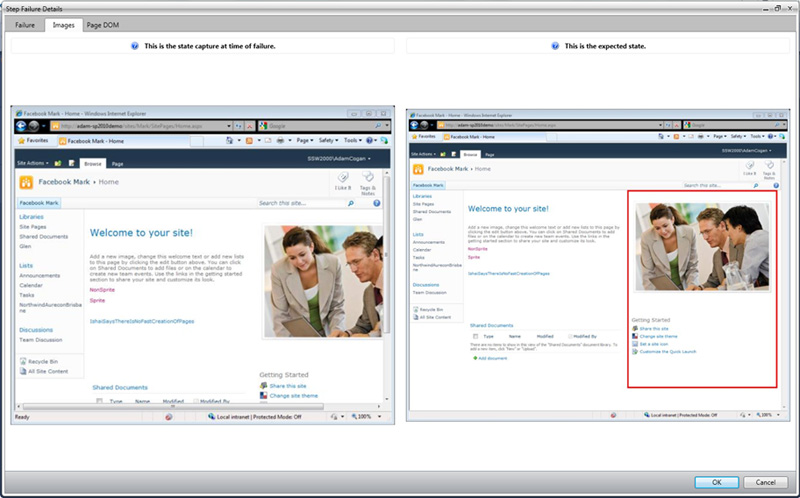 Step Failure Details
Failure Images Page DOM
This is the state capture at time of failure.
Facebook Mark - Home - Windows Internet Explorer
http://adam-sp2010demo/sites/Mark/SitePages/Home.aspx
Google
Favorites
Facebook Mark - Home
Page Safety Tools
Site Actions
Browse Page
SSW2000\AdamCogan
Facebook Mark Home
I Like It
Tags & Notes
Facebook Mark
Search this site...
Libraries
Site Pages
Shared Documents
Glen
Lists
Announcements
Calendar
Tasks
NorthwindAureconBrisba
ne
Discussions
Team Discussion
Recycle Bin
All Site Content
Welcome to your site!
Add a new image, change this welcome text or add new lists
to this page by clicking the edit button above. You can click
on Shared Documents to add files or on the calendar to
create new team events. Use the links in the getting started
section to share your site and customize its look.
NonSprite
Sprite
IshaiSaysThereIsNoFastCreationOfPages
Getting Started
Share this site
Change site theme
Shared Documents
Type Name Modified Modified By
Ready
Local intranet | Protected Mode: Off
100%
This is the expected state.
Facebook Mark - Home - Windows Internet Explorer
http://adam-sp2010demo/sites/Mark/SitePages/Home.aspx
Google
Favorites
Facebook Mark - Home
Page Safety Tools
Site Actions
Browse Page
SSW2000\AdamCogan
Facebook Mark Home
I Like It
Tags & Notes
Facebook Mark
Search this site...
Libraries
Site Pages
Shared Documents
Glen
Lists
Announcements
Calendar
Tasks
NorthwindAureconBrisba
ne
Discussions
Team Discussion
Recycle Bin
All Site Content
Welcome to your site!
Add a new image, change this welcome text or add new lists to this page by
clicking the edit button above. You can click on Shared Documents to add files
or on the calendar to create new team events. Use the links in the getting
started section to share your site and customize its look.
NonSprite
Sprite
IshaiSaysThereIsNoFastCreationOfPages
Shared Documents
Type Name Modified Modified By
There are no items to show in this view of the "Shared Documents" document library. To
add a new item, click "New" or "Upload".
Add document
Getting Started
Share this site
Change site theme
Set a site icon
Customize the Quick Launch
Local intranet | Protected Mode: Off
100%
OK Cancel